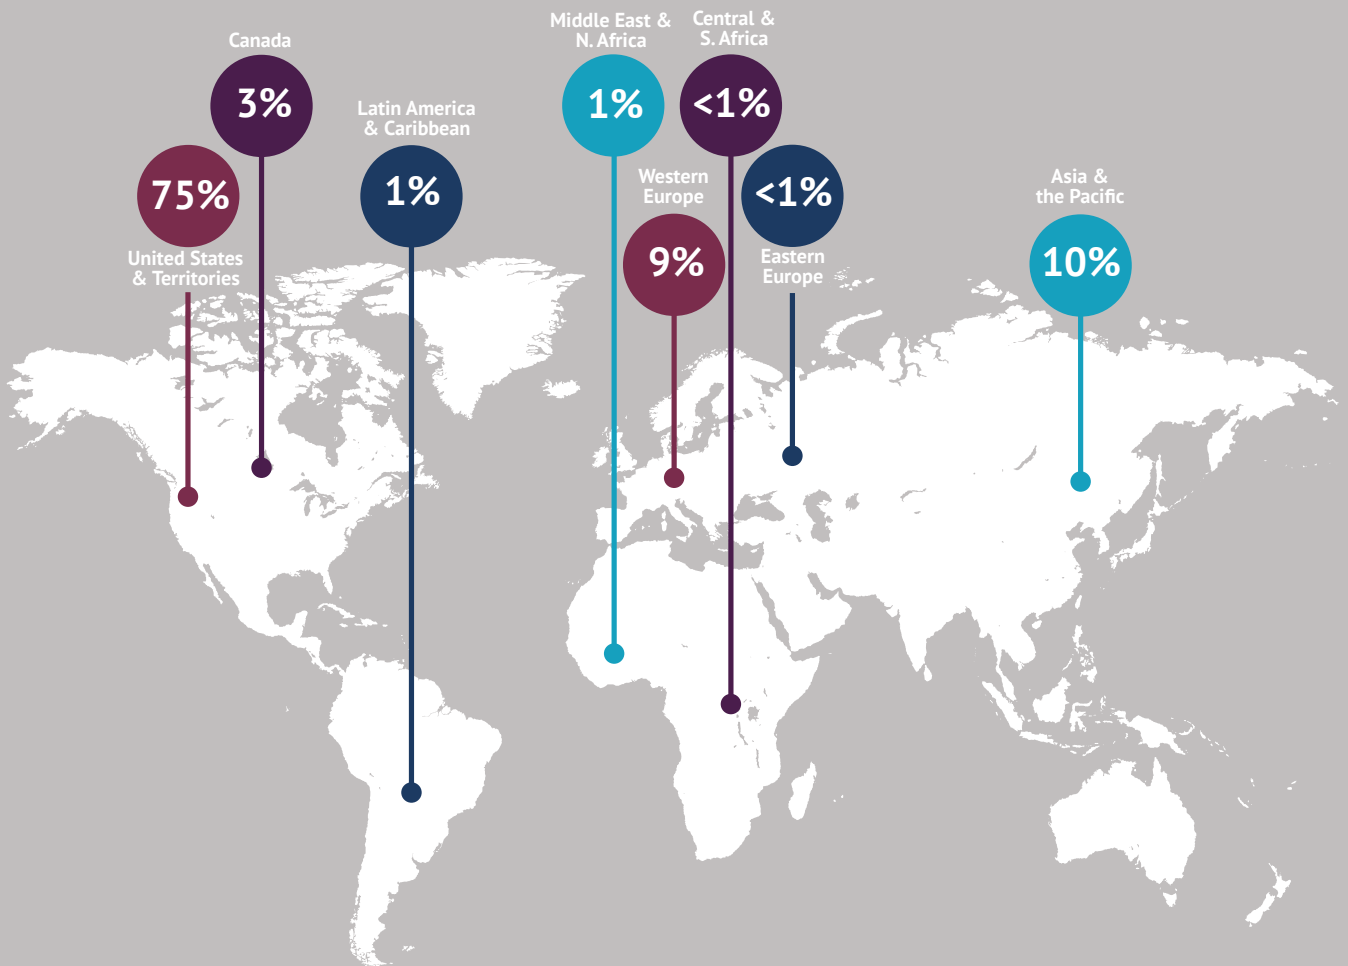 Canada
3%
75%
United States
& Territories
Latin America
& Caribbean
1%
Middle East &
N. Africa
1%
Central &
S. Africa
<1%
Western
Europe
9%
<1%
Eastern
Europe
Asia &
the Pacific
10%